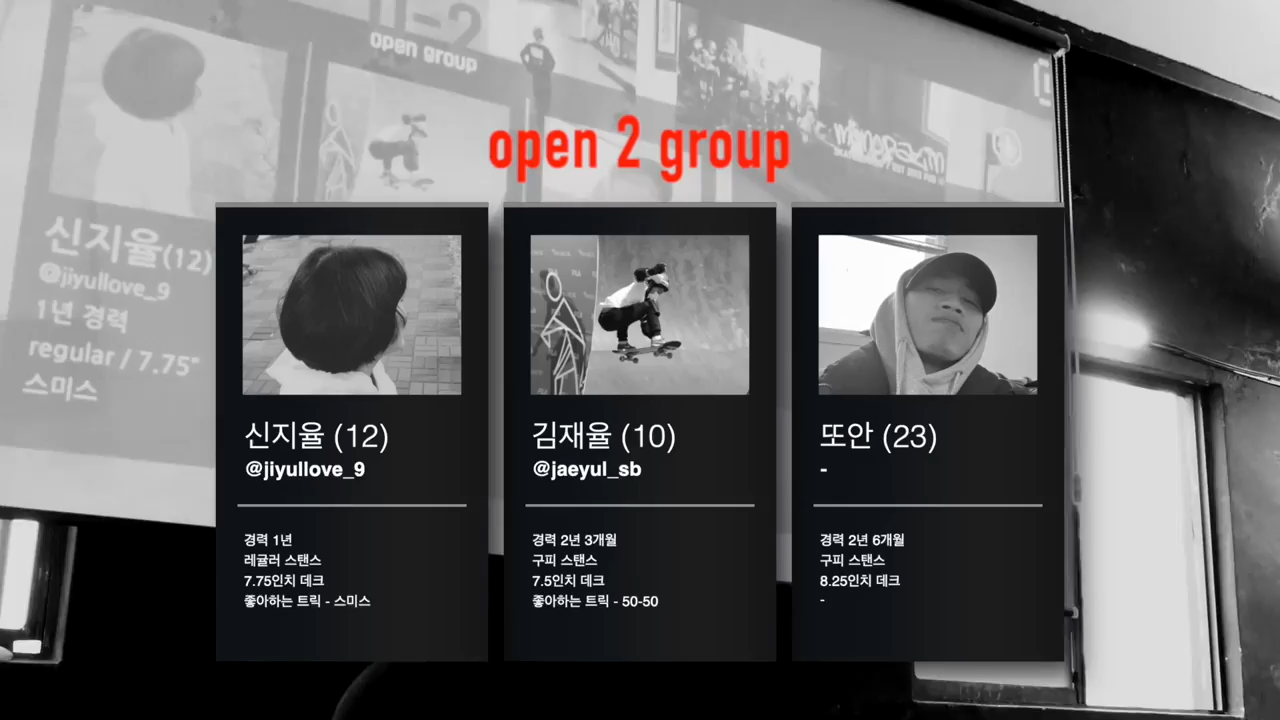 open group
open 2 group
신지율(12)
@jiyullove_9
1년 경력
regular / 7.75"
스미스
신지율 (12)
@jiyullove_9
경력 1년
레귤러 스탠스
7.75인치 데크
좋아하는 트릭 - 스미스
김재율 (10)
@jaeyul_sb
경력 2년 3개월
구피 스탠스
7.5인치 데크
좋아하는 트릭 - 50-50
또안 (23)
-
경력 2년 6개월
구피 스탠스
8.25인치 데크
-